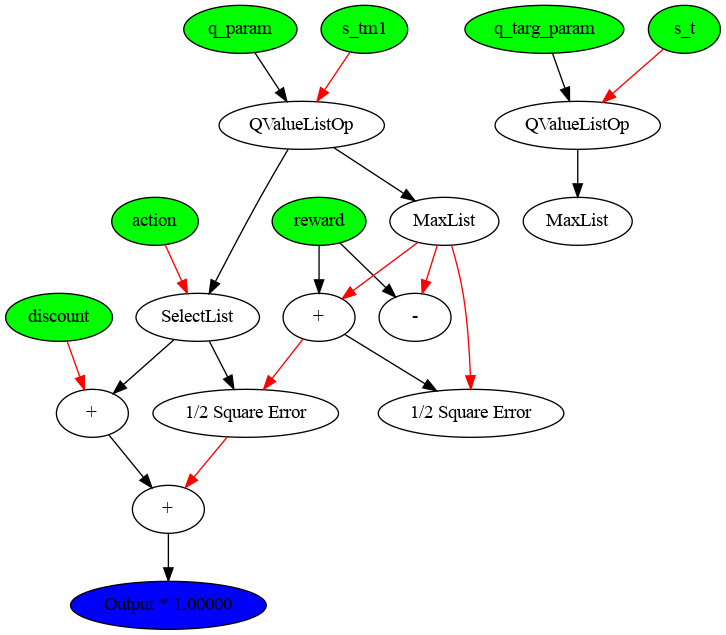 q_param
s_tm1
q_targ_param
s_t
QValueListOp
QValueListOp
action
reward
MaxList
MaxList
discount
SelectList
+
-
+
1/2 Square Error
1/2 Square Error
+
Output * 1.00000